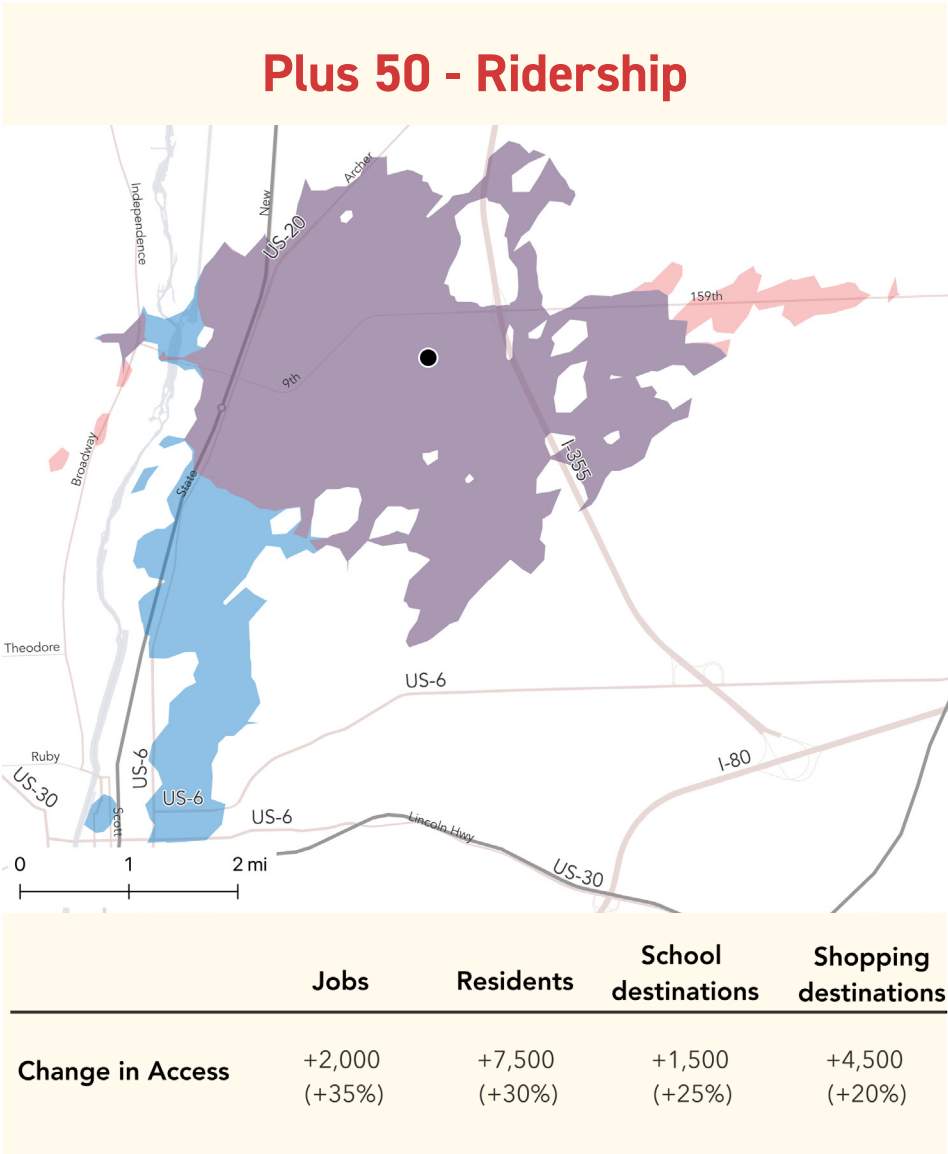 Plus 50 - Ridership
Archer
Independence
New
US-20
159th
9th
Broadway
State
I-355
Theodore
US-6
Ruby
US-30
US-6
US-6
I-80
Scott
US-6
Lincoln Hwy
US-30
0 1 2 mi
Jobs
Residents
School
destinations
Shopping
destinations
Change in Access
+2,000
(+35%)
+7,500
(+30%)
+1,500
(+25%)
+4,500
(+20%)